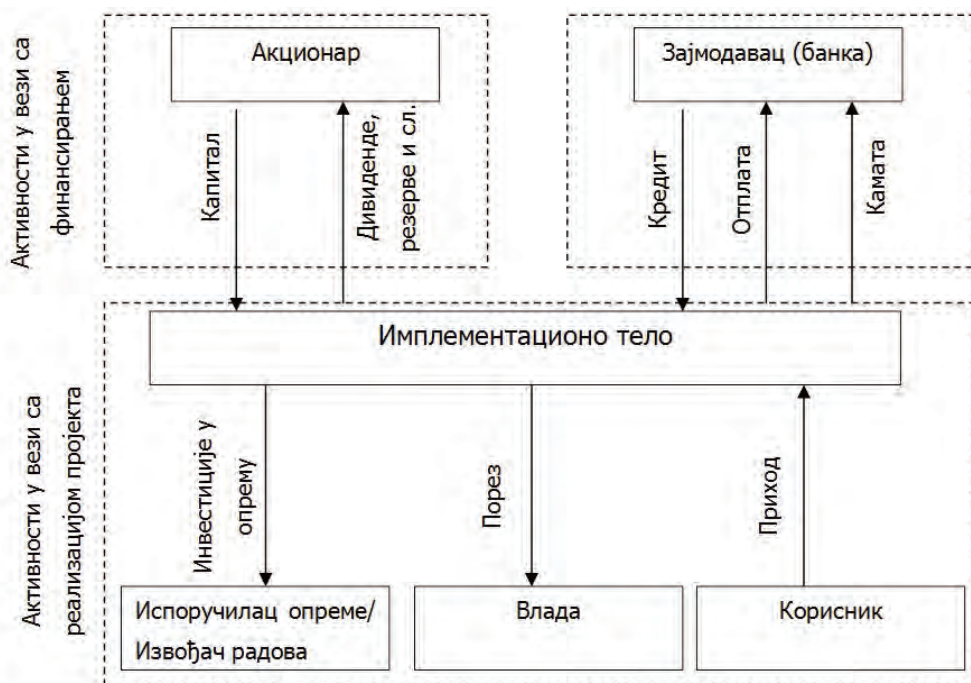 Активности у вези са
финансирањем
Акционар
Зајмодавац (банка)
Капитал
Дивиденде,
резерве и сл.
Кредит
Отплата
Камата
Активности у вези са
реализацијом пројекта
Имплементационо тело
Инвестиције у
опрему
Порез
Приход
Испоручилац опреме/
Извођач радова
Влада
Корисник